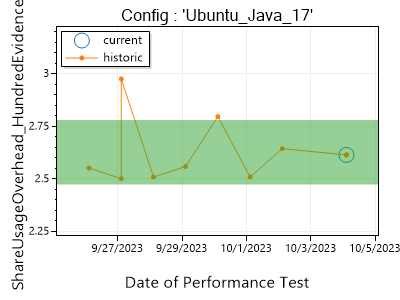 Config : 'Ubuntu_Java_17'
current
historic
ShareUsageOverhead_HundredEvidence
3
2.75
2.5
2.25
9/27/2023
9/29/2023
10/1/2023
10/3/2023
10/5/2023
Date of Performance Test